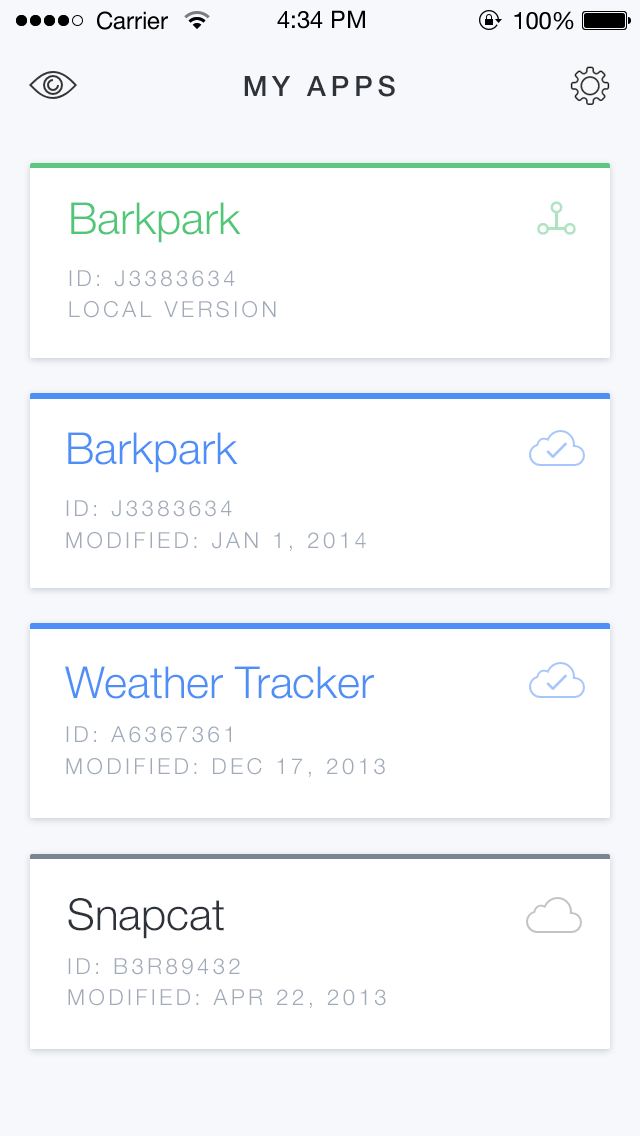 Carrier 4:34 PM 100%
MY APPS
Barkpark
ID: J3383634
LOCAL VERSION
Barkpark
ID: J3383634
MODIFIED: JAN 1, 2014
Weather Tracker
ID: A6367361
MODIFIED: DEC 17, 2013
Snapcat
ID: B3R89432
MODIFIED: APR 22, 2013